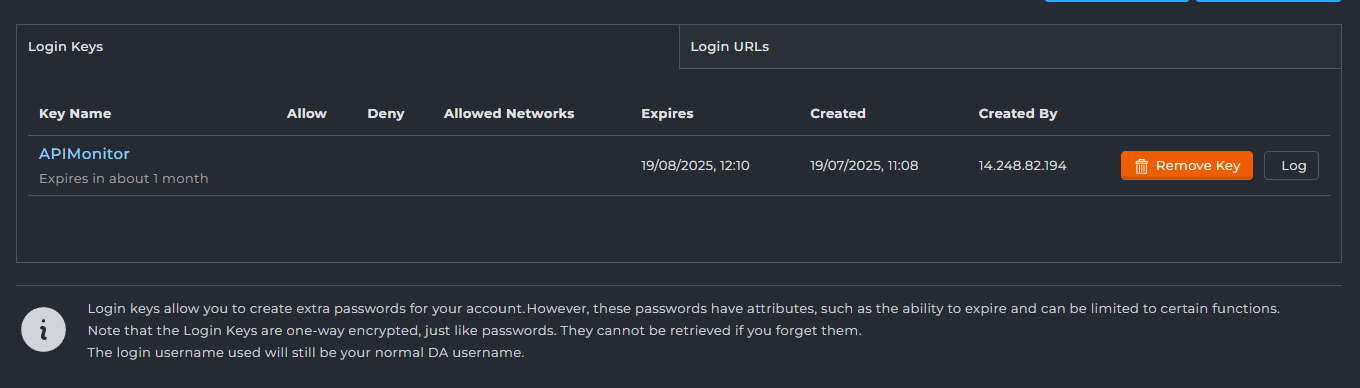 Login Keys
Login URLs
Key Name Allow Deny Allowed Networks Expires Created Created By
APIMonitor
Expires in about 1 month
19/08/2025, 12:10 19/07/2025, 11:08 14.248.82.194 Remove Key Log
Login keys allow you to create extra passwords for your account. However, these passwords have attributes, such as the ability to expire and can be limited to certain functions.
Note that the Login Keys are one-way encrypted, just like passwords. They cannot be retrieved if you forget them.
The login username used will still be your normal DA username.